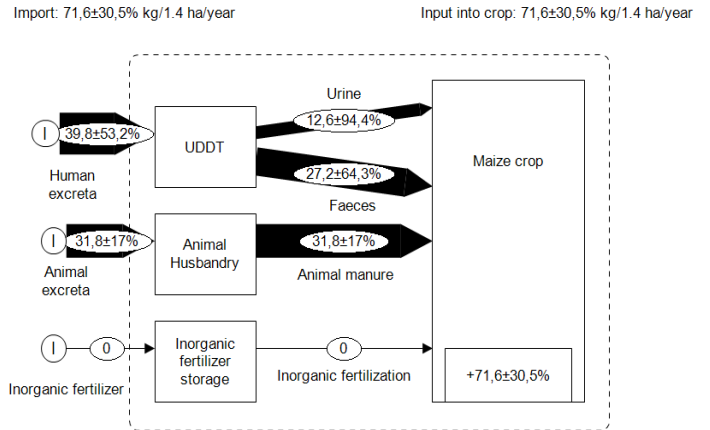 Import: 71,6±30,5% kg/1.4 ha/year
Input into crop: 71,6±30,5% kg/1.4 ha/year
Urine
I
39,8±53,2%
UDDT
12,6±94,4%
Maize crop
Human
excreta
27,2±64,3%
Faeces
I
31,8±17%
Animal
Husbandry
31,8±17%
Animal
excreta
Animal manure
I
0
Inorganic
fertilizer
storage
0
Inorganic fertilizer
Inorganic fertilization
+71,6±30,5%